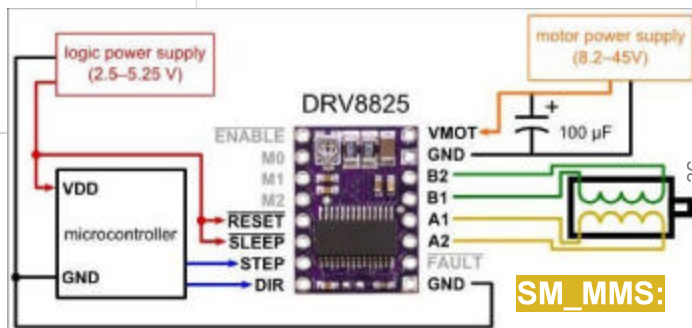 logic power supply
(2.5–5.25 V)
motor power supply
(8.2–45V)
DRV8825
100 µF
ENABLE
M0
M1
M2
RESET
SLEEP
STEP
DIR
VMOT
GND
B2
B1
A1
A2
FAULT
GND
VDD
microcontroller
GND
+
SM_MMS: